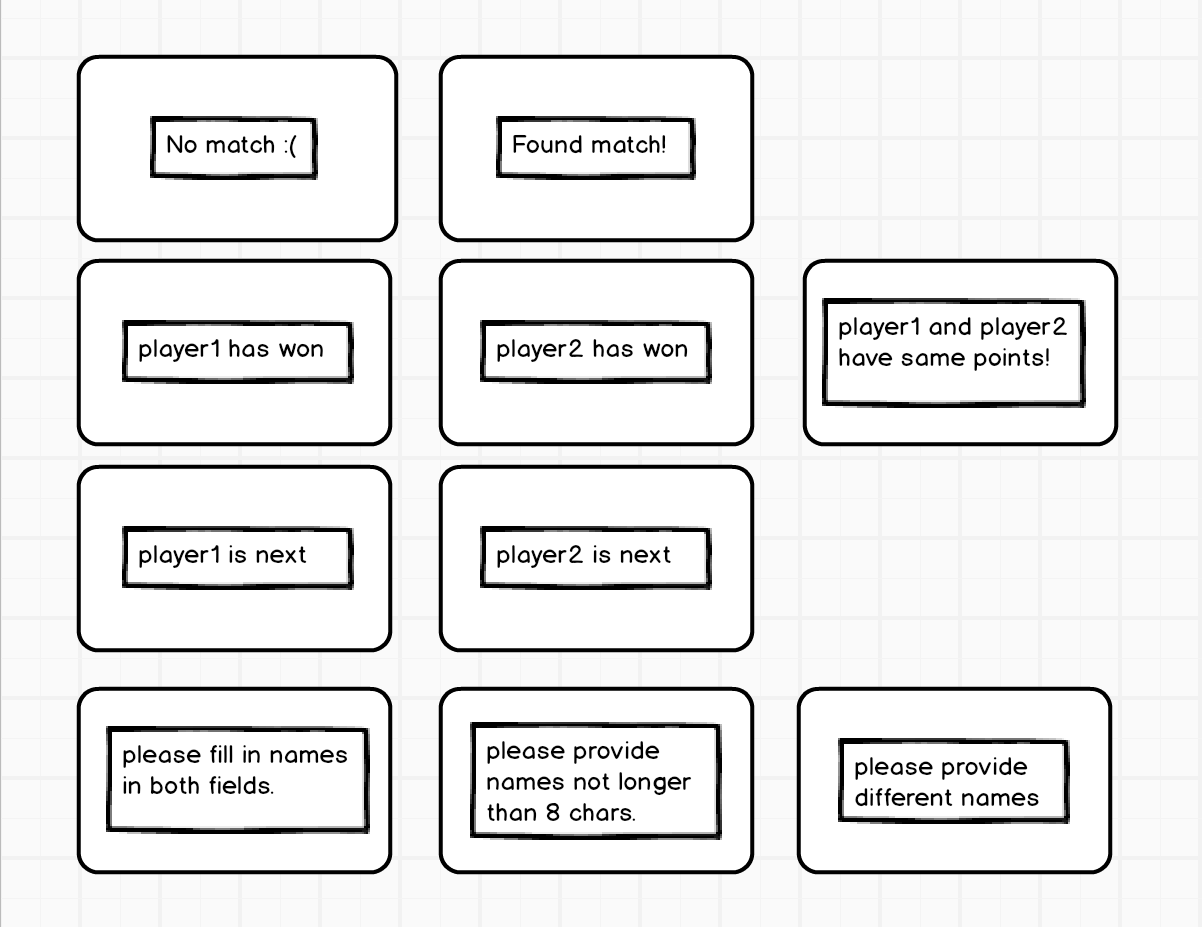 No match :(
Found match!
player1 has won
player2 has won
player1 and player2
have same points!
player1 is next
player2 is next
please fill in names
in both fields.
please provide
names not longer
than 8 chars.
please provide
different names